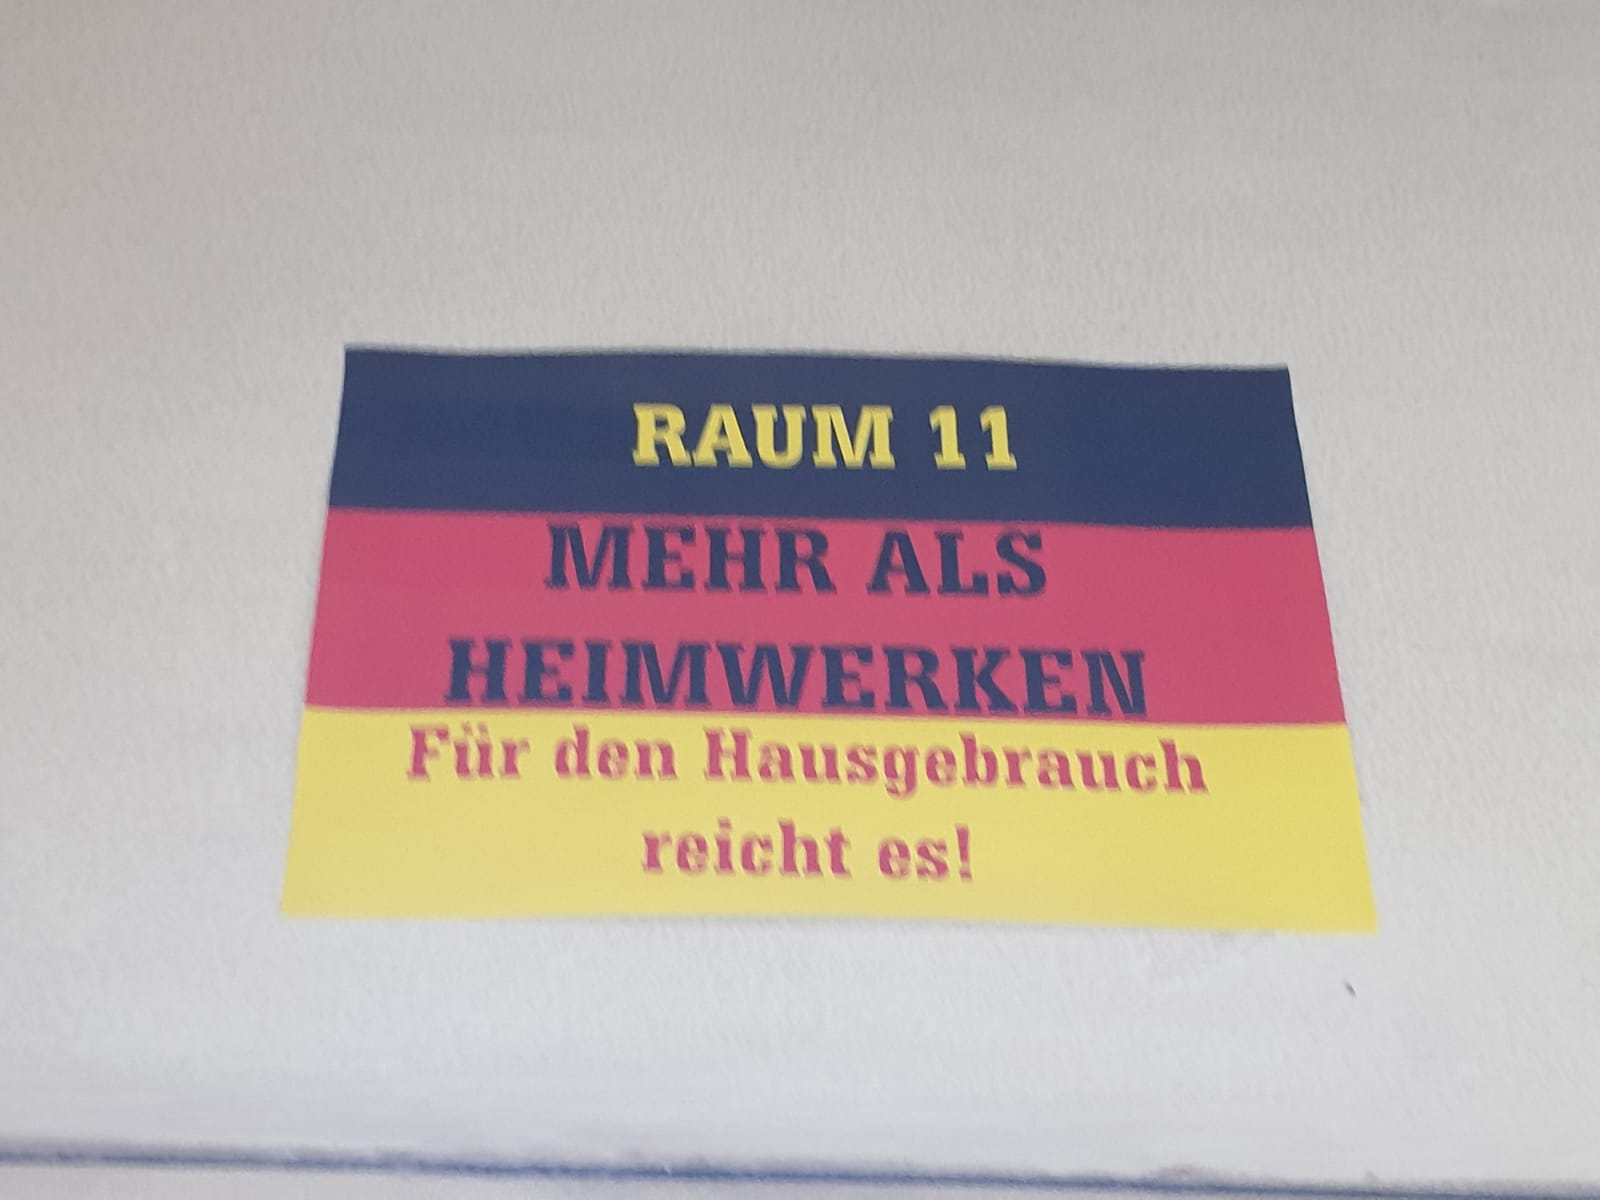 RAUM 11
MEHR ALS
HEIMWERKEN
Für den Hausgebrauch
reicht es!